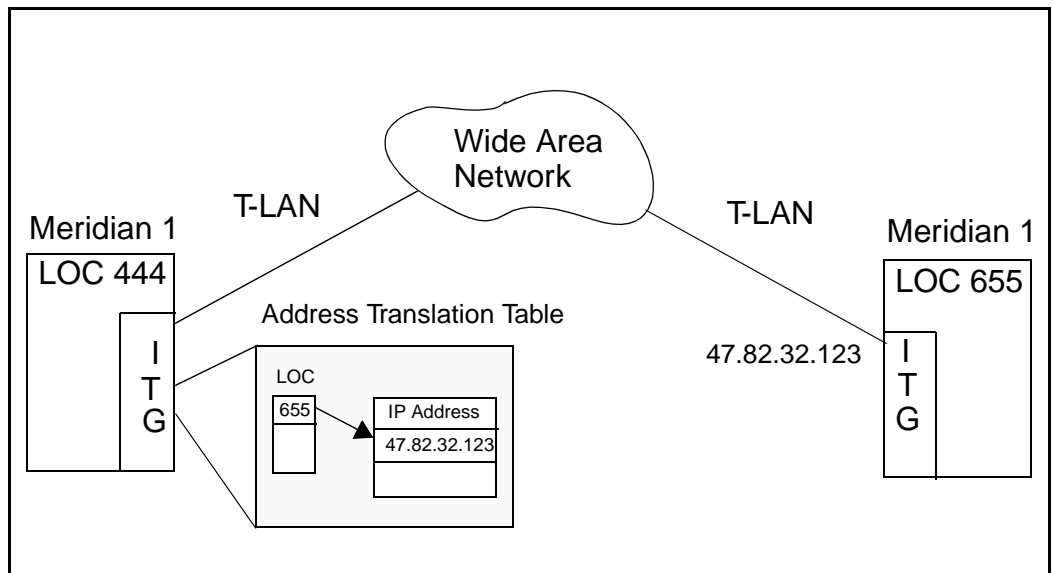 Wide Area
Network
T-LAN
T-LAN
Meridian 1
LOC 444
I
T
G
Meridian 1
LOC 655
I
T
G
47.82.32.123
Address Translation Table
LOC
655
IP Address
47.82.32.123